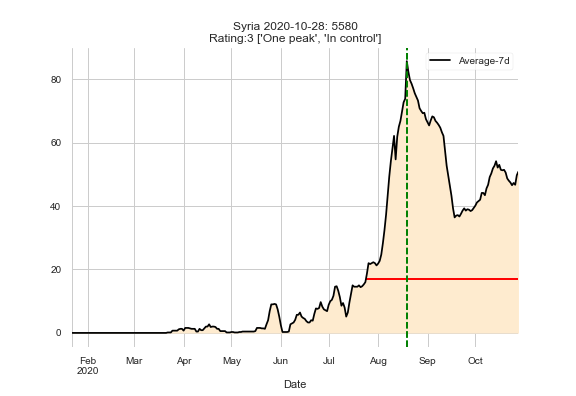 Syria 2020-10-28: 5580
Rating:3 ['One peak', 'In control']
Average-7d
80
60
40
20
0
Feb Mar Apr May Jun Jul Aug Sep Oct
2020
Date